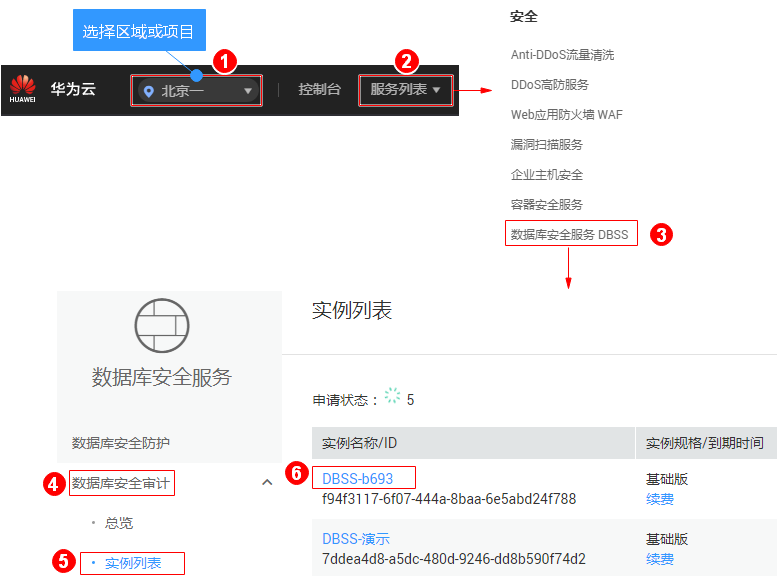 选择区域或项目
1
2
HUAWEI
华为云
北京一
控制台
服务列表
安全
Anti-DDoS流量清洗
DDoS高防服务
Web应用防火墙 WAF
漏洞扫描服务
企业主机安全
容器安全服务
数据库安全服务 DBSS
3
数据库安全服务
数据库安全防护
4
数据库安全审计
· 总览
5
· 实例列表
实例列表
申请状态： 5
实例名称/ID 实例规格/到期时间
6
DBSS-b693 基础版
f94f3117-6f07-444a-8baa-6e5abd24f788 续费
DBSS-演示 基础版
7ddea4d8-a5dc-480d-9246-dd8b590f74d2 续费